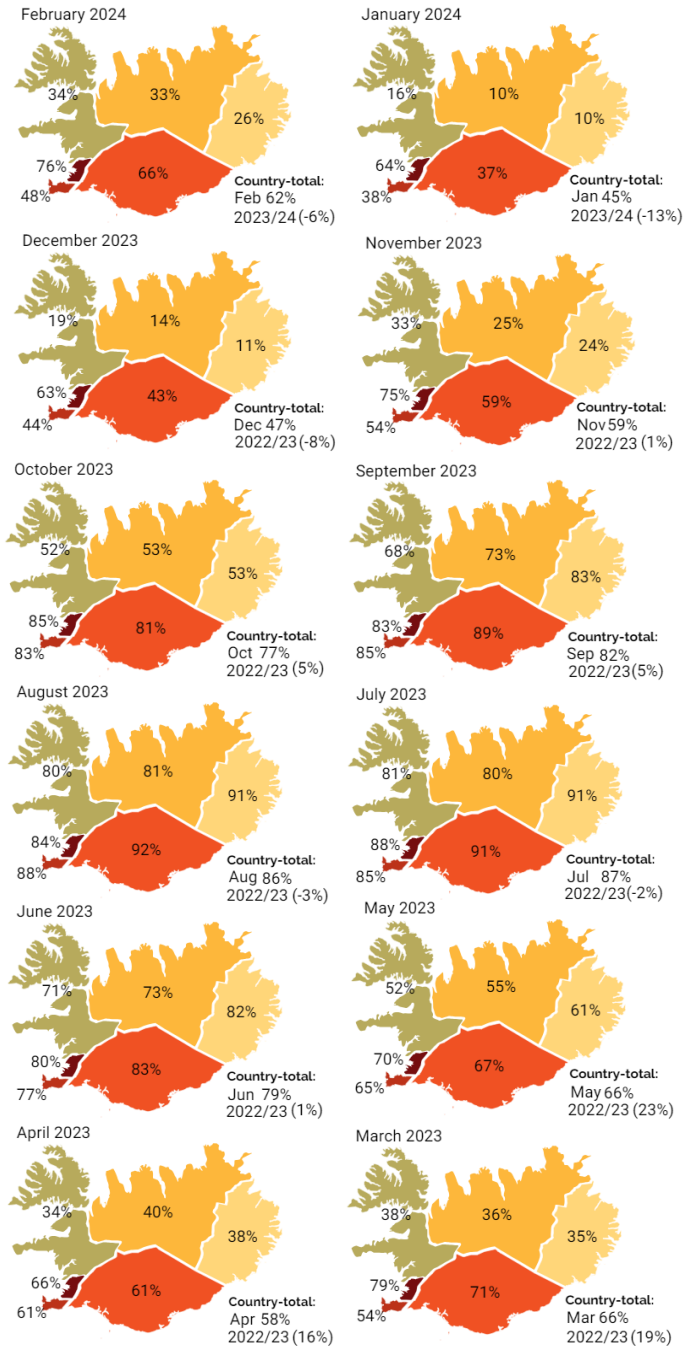 February 2024
34%
33%
26%
76%
66%
48%
Country-total:
Feb 62%
2023/24 (-6%)
January 2024
16%
10%
10%
64%
37%
38%
Country-total:
Jan 45%
2023/24 (-13%)
December 2023
19%
14%
11%
63%
43%
44%
Country-total:
Dec 47%
2022/23 (-8%)
November 2023
33%
25%
24%
75%
59%
54%
Country-total:
Nov 59%
2022/23 (1%)
October 2023
52%
53%
53%
85%
81%
83%
Country-total:
Oct 77%
2022/23 (5%)
September 2023
68%
73%
83%
83%
89%
85%
Country-total:
Sep 82%
2022/23 (5%)
August 2023
80%
81%
91%
84%
92%
88%
Country-total:
Aug 86%
2022/23 (-3%)
July 2023
81%
80%
91%
88%
91%
85%
Country-total:
Jul 87%
2022/23 (-2%)
June 2023
71%
73%
82%
80%
83%
77%
Country-total:
Jun 79%
2022/23 (1%)
May 2023
52%
55%
61%
70%
67%
65%
Country-total:
May 66%
2022/23 (23%)
April 2023
34%
40%
38%
66%
61%
61%
Country-total:
Apr 58%
2022/23 (16%)
March 2023
38%
36%
35%
79%
71%
54%
Country-total:
Mar 66%
2022/23 (19%)